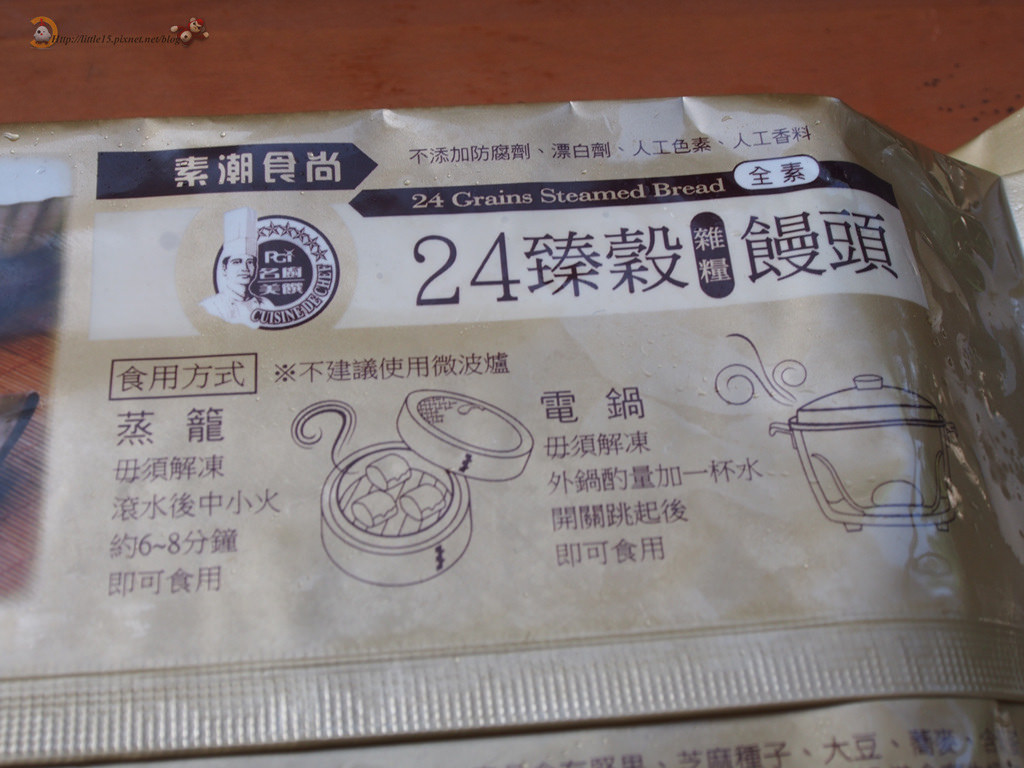 Http://little15.pixnet.net/blog
素潮食尚
不添加防腐劑、漂白劑、人工色素、人工香料
24 Grains Steamed Bread 全素
24臻穀 雜糧 饅頭
PGi
名廚
美饌
CUISINE DE CHEF
食用方式 ※不建議使用微波爐
蒸籠
毋須解凍
滾水後中小火
約6~8分鐘
即可食用
電鍋
毋須解凍
外鍋酌量加一杯水
開關跳起後
即可食用
芝麻種子、大豆、蕎麥、